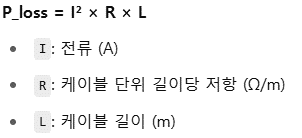 P_loss = I² × R × L
• I: 전류 (A)
• R: 케이블 단위 길이당 저항 (Ω/m)
• L: 케이블 길이 (m)